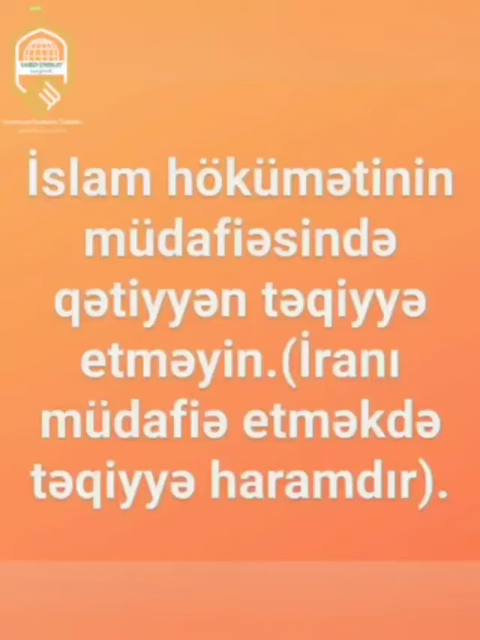 İslam hökümətinin
müdafiəsində
qətiyyən təqiyyə
etməyin.(İranı
müdafiə etməkdə
təqiyyə haramdır).